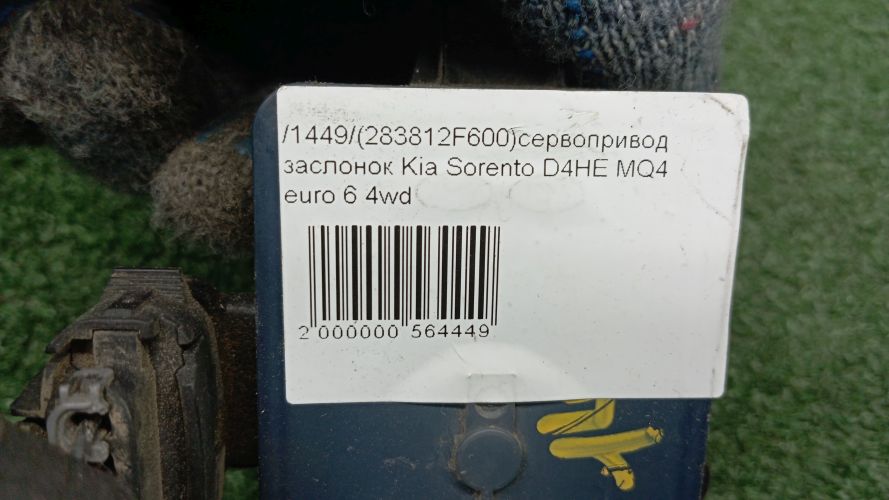 /1449/(283812F600)сервопривод
заслонок Kia Sorento D4HE MQ4
euro 6 4wd
2 000000 564449